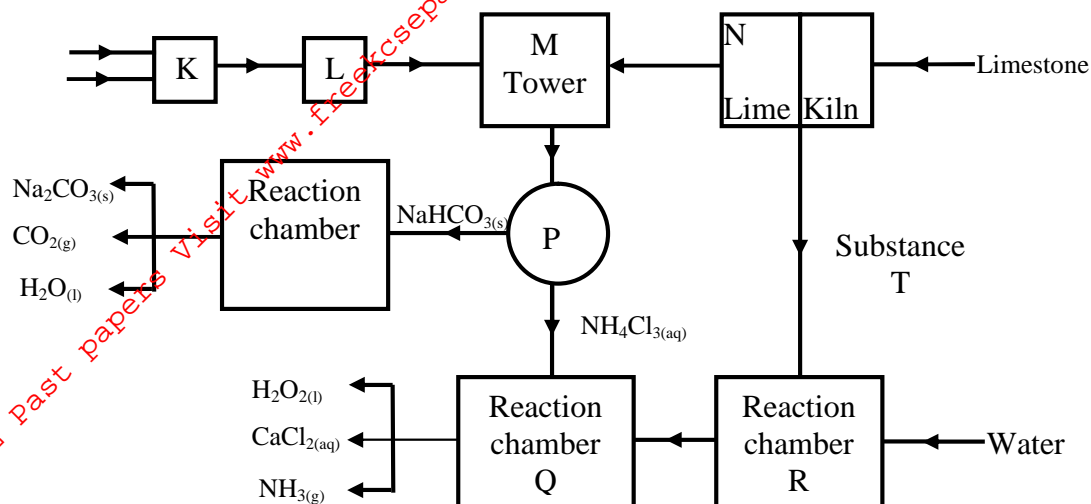 K
L
M
Tower
N
Lime Kiln
Limestone
Na₂CO₃(s)
CO₂(g)
H₂O(l)
Reaction
chamber
NaHCO₃(s)
P
Substance
T
NH₄Cl₃(aq)
H₂O₂(l)
CaCl₂(aq)
NH₃(g)
Reaction
chamber
Q
Reaction
chamber
R
Water
Past papers visit www.freekcsepa